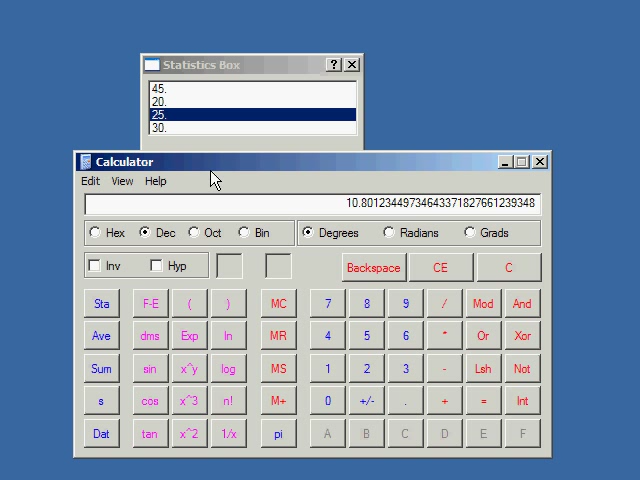 Statistics Box ? X
45.
20.
25.
30.
Calculator
Edit View Help
10.801234497346433718276612393​48
Hex Dec Oct Bin Degrees Radians Grads
Inv Hyp Backspace CE C
Sta F-E ( ) MC 7 8 9 / Mod And
Ave dms Exp ln MR 4 5 6 * Or Xor
Sum sin x^y log MS 1 2 3 - Lsh Not
s cos x^3 n! M+ 0 +/- . + = Int
Dat tan x^2 1/x pi A B C D E F